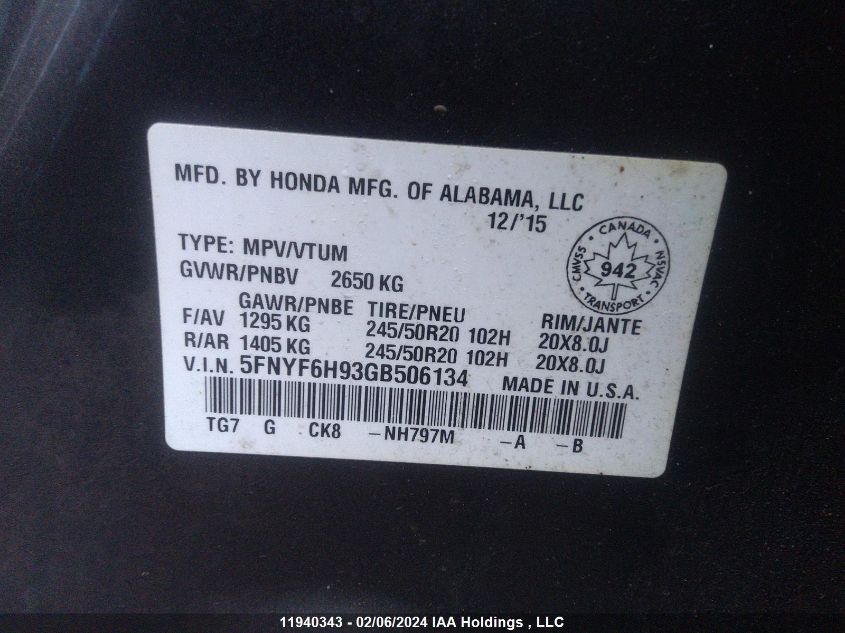 MFD. BY HONDA MFG. OF ALABAMA, LLC
12/'15
TYPE: MPV/VTUM
GVWR/PNBV 2650 KG
GAWR/PNBE TIRE/PNEU RIM/JANTE
F/AV 1295 KG 245/50R20 102H 20X8.0J
R/AR 1405 KG 245/50R20 102H 20X8.0J
V.I.N. 5FNYF6H93GB506134 MADE IN U.S.A.
TG7 G CK8 -NH797M -A -B
CANADA
CMVSS 942 NSVAC
TRANSPORT
11940343 - 02/06/2024 IAA Holdings , LLC